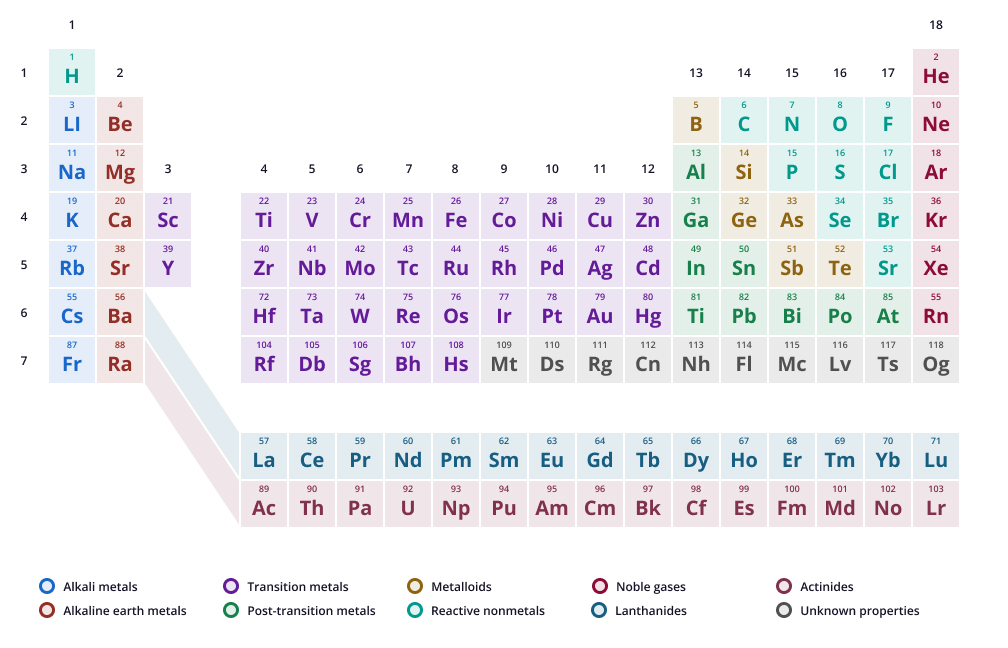 1 18
1 2
1 H 2 13 14 15 16 17 He
3 4 5 6 7 8 9 10
2 LI Be B C N O F Ne
11 12 13 14 15 16 17 18
3 Na Mg 3 4 5 6 7 8 9 10 11 12 Al Si P S Cl Ar
19 20 21 22 23 24 25 26 27 28 29 30 31 32 33 34 35 36
4 K Ca Sc Ti V Cr Mn Fe Co Ni Cu Zn Ga Ge As Se Br Kr
37 38 39 40 41 42 43 44 45 46 47 48 49 50 51 52 53 54
5 Rb Sr Y Zr Nb Mo Tc Ru Rh Pd Ag Cd In Sn Sb Te Sr Xe
55 56 72 73 74 75 76 77 78 79 80 81 82 83 84 85 55
6 Cs Ba Hf Ta W Re Os Ir Pt Au Hg Ti Pb Bi Po At Rn
87 88 104 105 106 107 108 109 110 111 112 113 114 115 116 117 118
7 Fr Ra Rf Db Sg Bh Hs Mt Ds Rg Cn Nh Fl Mc Lv Ts Og
57 58 59 60 61 62 63 64 65 66 67 68 69 70 71
La Ce Pr Nd Pm Sm Eu Gd Tb Dy Ho Er Tm Yb Lu
89 90 91 92 93 94 95 96 97 98 99 100 101 102 103
Ac Th Pa U Np Pu Am Cm Bk Cf Es Fm Md No Lr
Alkali metals Transition metals Metalloids Noble gases Actinides
Alkaline earth metals Post-transition metals Reactive nonmetals Lanthanides Unknown properties